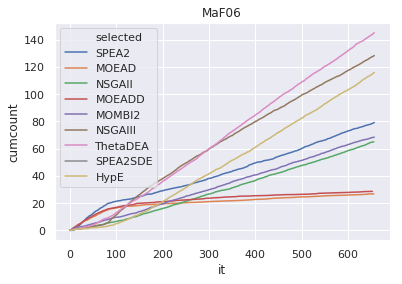 MaF06
selected
SPEA2
MOEAD
NSGAII
MOEADD
MOMBI2
NSGAIII
ThetaDEA
SPEA2SDE
HypE
cumcount
140
120
100
80
60
40
20
0
0 100 200 300 400 500 600
it